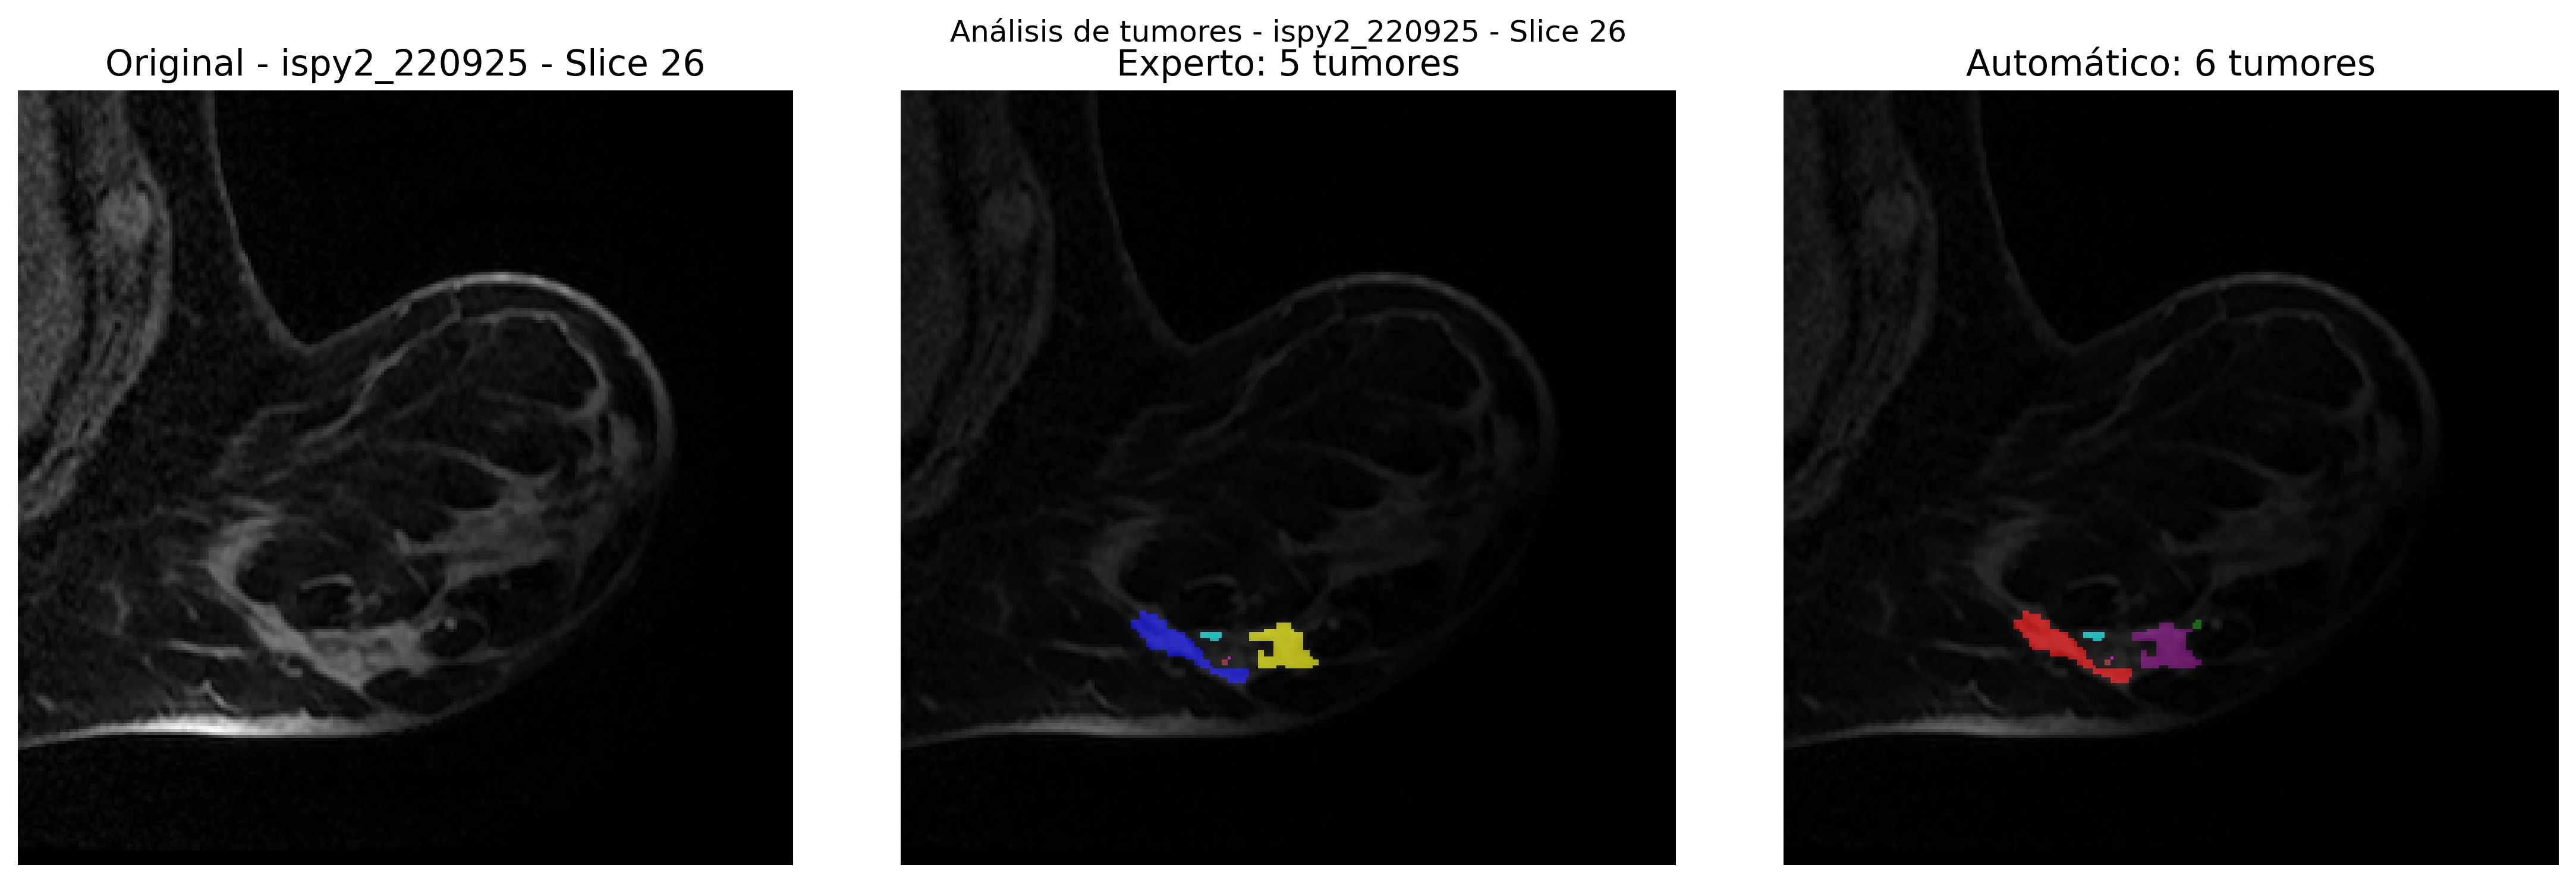 Análisis de tumores - ispy2_220925 - Slice 26
Original - ispy2_220925 - Slice 26
Experto: 5 tumores
Automático: 6 tumores